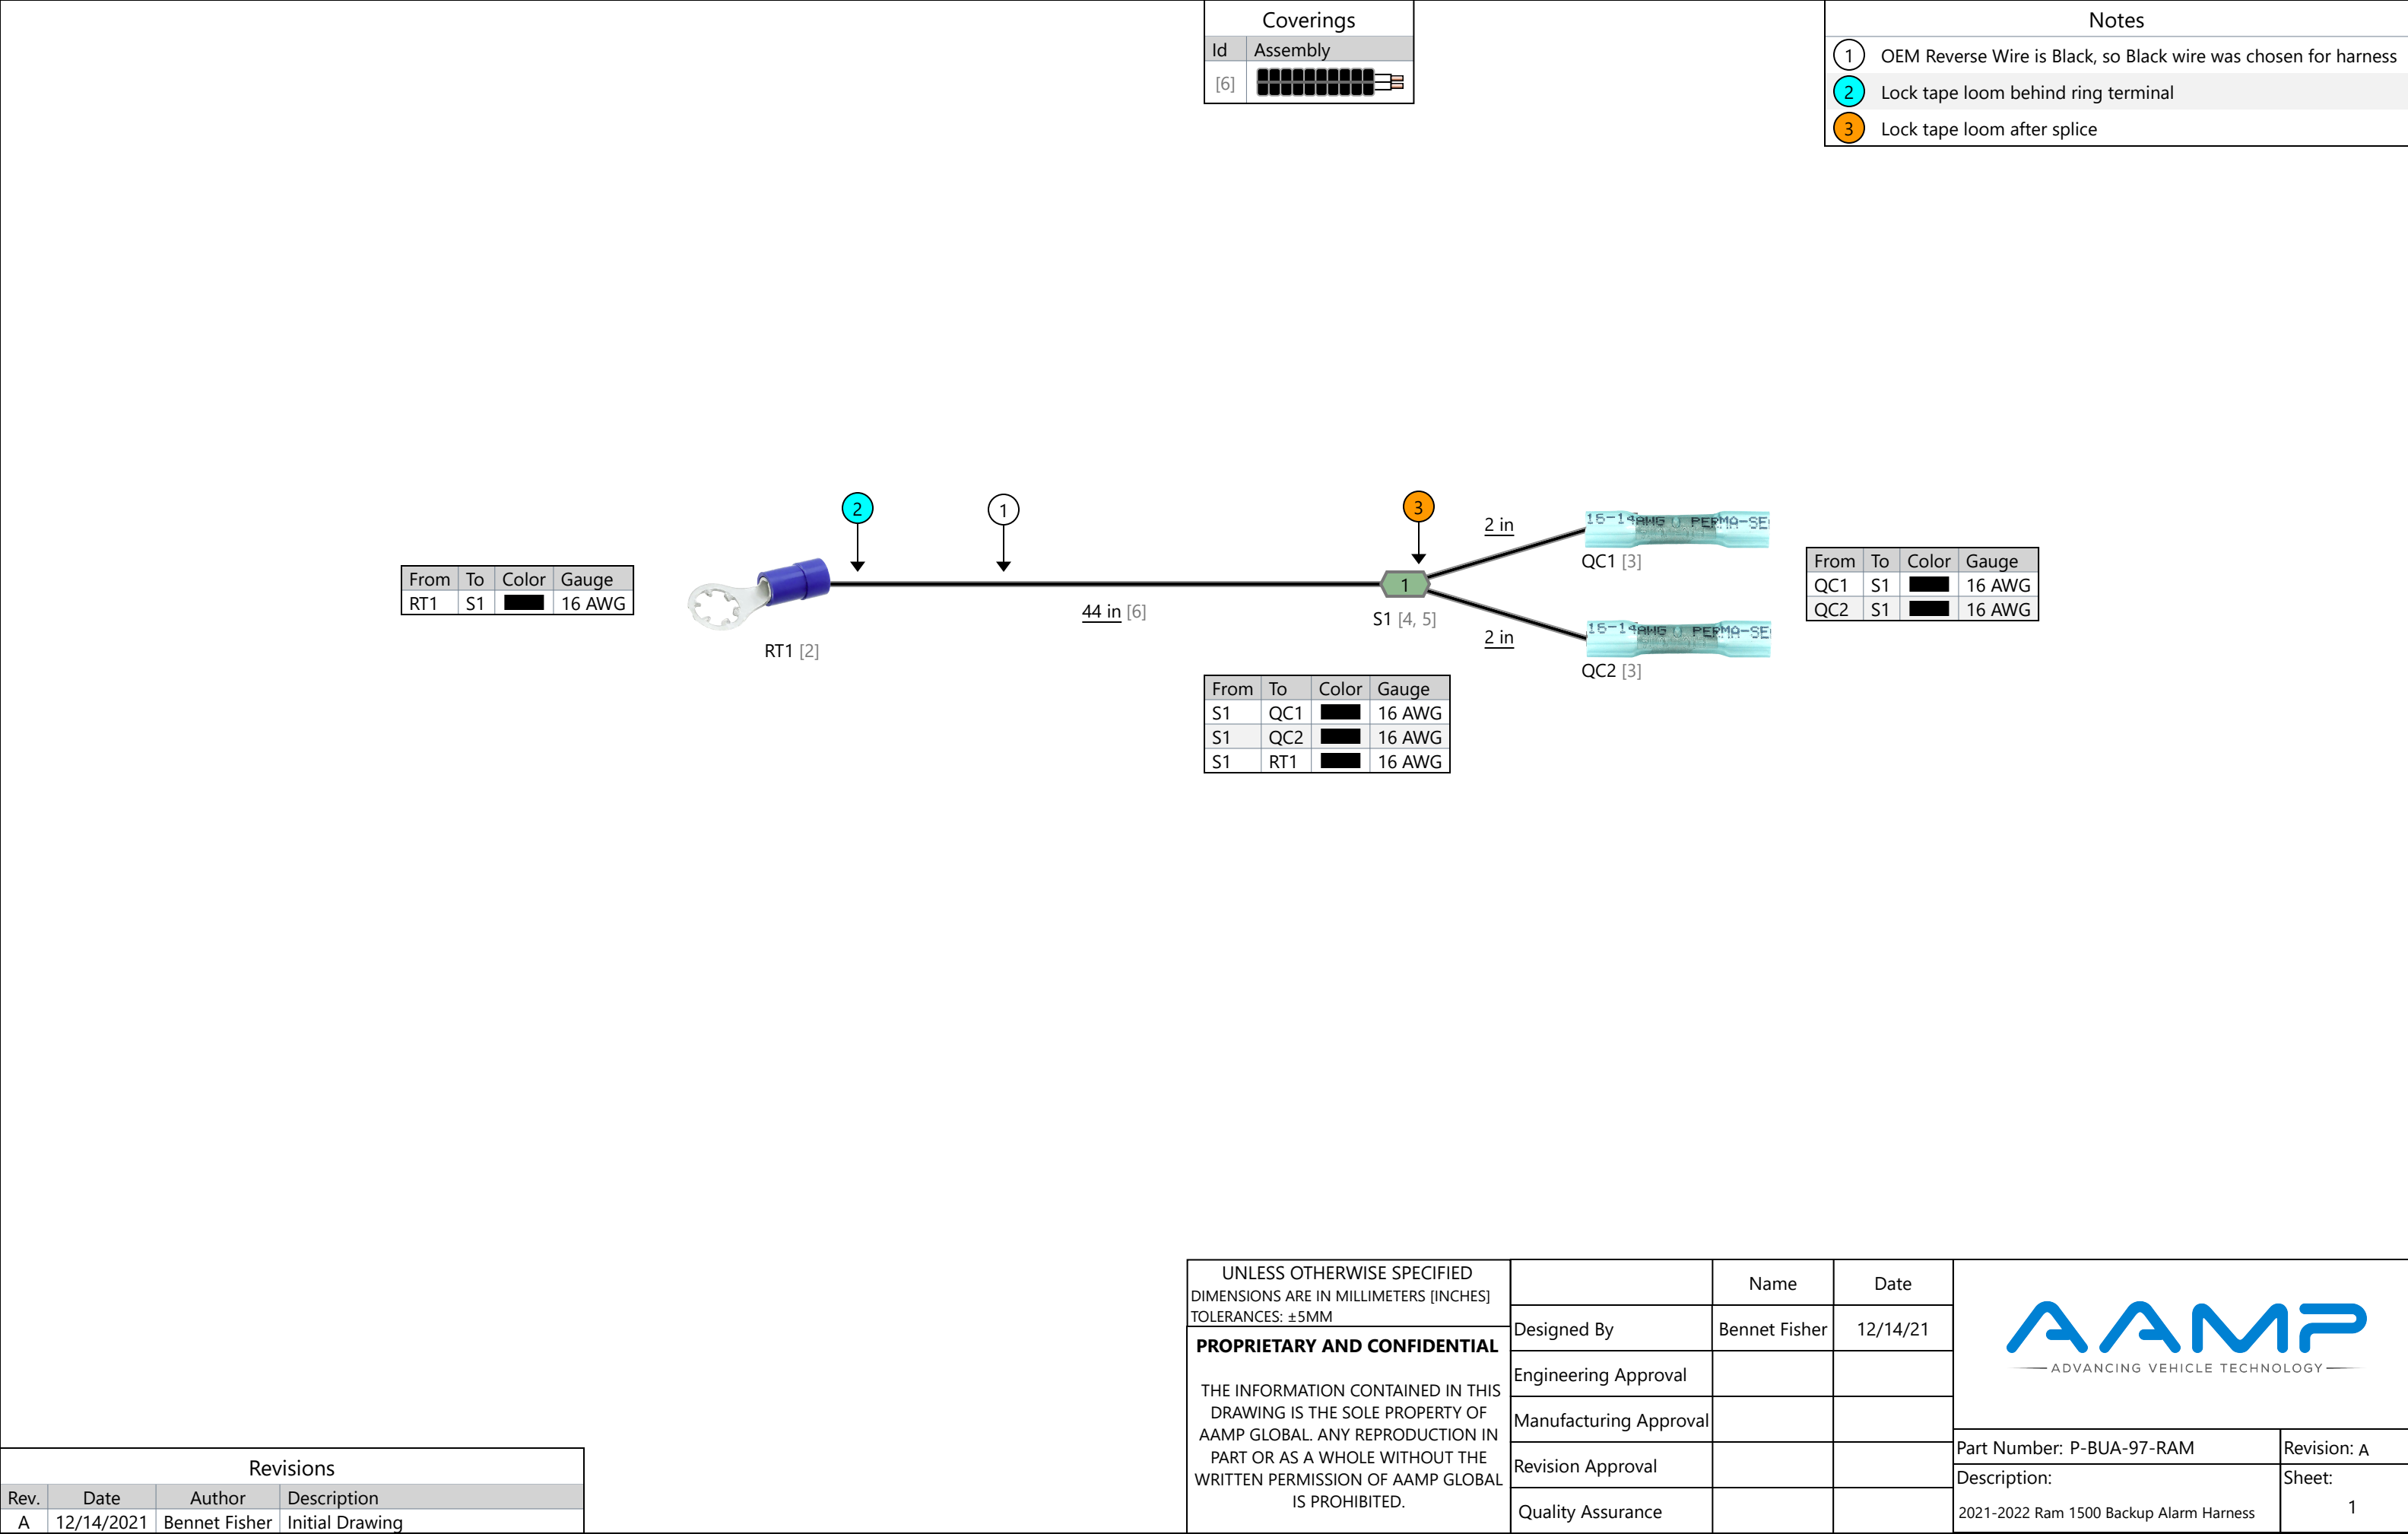 Coverings
Id Assembly
[6]
Notes
1 OEM Reverse Wire is Black, so Black wire was chosen for harness
2 Lock tape loom behind ring terminal
3 Lock tape loom after splice
2
1
3
2 in
16-14AWG PERMA-SE
QC1 [3]
From To Color Gauge
RT1 S1 16 AWG
1
44 in [6]
S1 [4, 5]
RT1 [2]
2 in
16-14AWG PERMA-SE
QC2 [3]
From To Color Gauge
QC1 S1 16 AWG
QC2 S1 16 AWG
From To Color Gauge
S1 QC1 16 AWG
S1 QC2 16 AWG
S1 RT1 16 AWG
UNLESS OTHERWISE SPECIFIED
DIMENSIONS ARE IN MILLIMETERS [INCHES]
TOLERANCES: ±5MM
PROPRIETARY AND CONFIDENTIAL
THE INFORMATION CONTAINED IN THIS
DRAWING IS THE SOLE PROPERTY OF
AAMP GLOBAL. ANY REPRODUCTION IN
PART OR AS A WHOLE WITHOUT THE
WRITTEN PERMISSION OF AAMP GLOBAL
IS PROHIBITED.
Name Date
Designed By Bennet Fisher 12/14/21
Engineering Approval
Manufacturing Approval
Revision Approval
Quality Assurance
AAMP
ADVANCING VEHICLE TECHNOLOGY
Part Number: P-BUA-97-RAM
Revision: A
Description:
2021-2022 Ram 1500 Backup Alarm Harness
Sheet:
1
Revisions
Rev. Date Author Description
A 12/14/2021 Bennet Fisher Initial Drawing